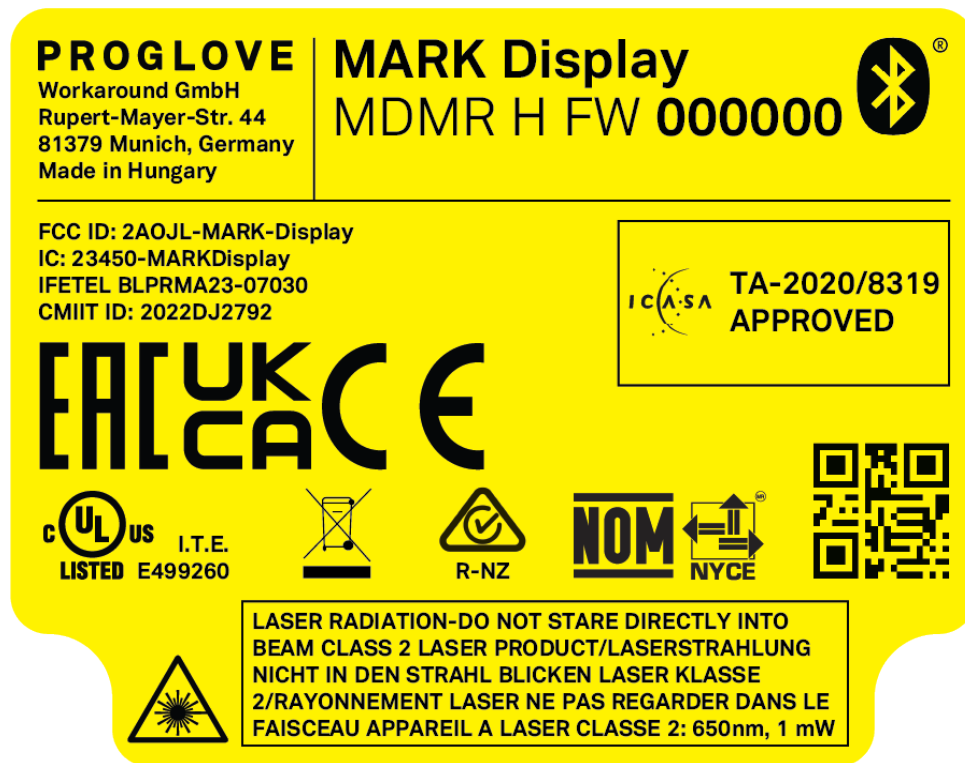 PROGLOVE
Workaround GmbH
Rupert-Mayer-Str. 44
81379 Munich, Germany
Made in Hungary
MARK Display
MDMR H FW 000000
®
FCC ID: 2AOJL-MARK-Display
IC: 23450-MARKDisplay
IFETEL BLPRMA23-07030
CMIIT ID: 2022DJ2792
ICASA
TA-2020/8319
APPROVED
EAC
UK
CA
CE
C UL US
LISTED
I.T.E.
E499260
R-NZ
NOM
MR
NYCE
LASER RADIATION-DO NOT STARE DIRECTLY INTO
BEAM CLASS 2 LASER PRODUCT/LASERSTRAHLUNG
NICHT IN DEN STRAHL BLICKEN LASER KLASSE
2/RAYONNEMENT LASER NE PAS REGARDER DANS LE
FAISCEAU APPAREIL A LASER CLASSE 2: 650nm, 1 mW